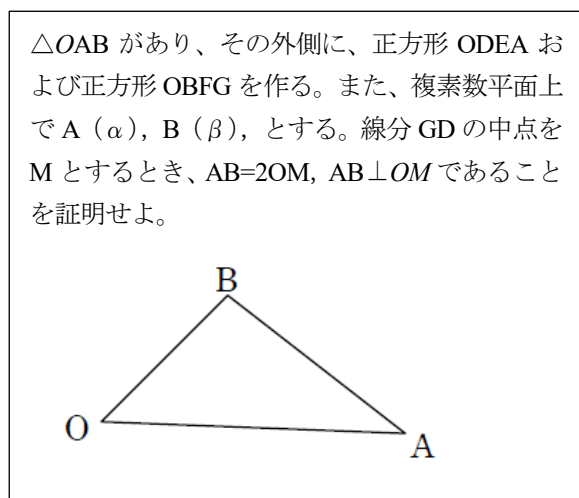 △OAB があり、その外側に、正方形 ODEA お
よび正方形 OBFG を作る。また、複素数平面上
で A（α）, B（β）, とする。線分 GD の中点を
M とするとき、AB=2OM, AB⊥OM であること
を証明せよ。
B
O
A